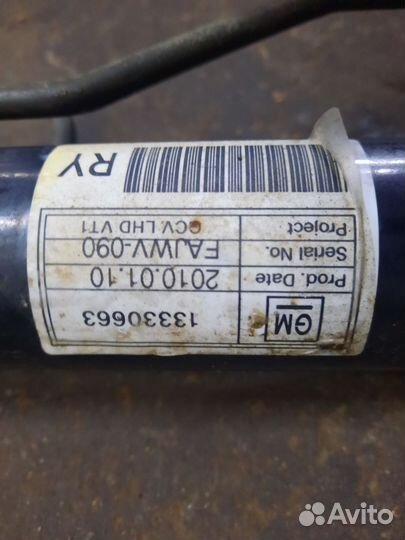 GM
13330663
Prod. Date 2010.01.10
Serial No. FAJWV-090
Project GCV LHD VT1
RY
Avito